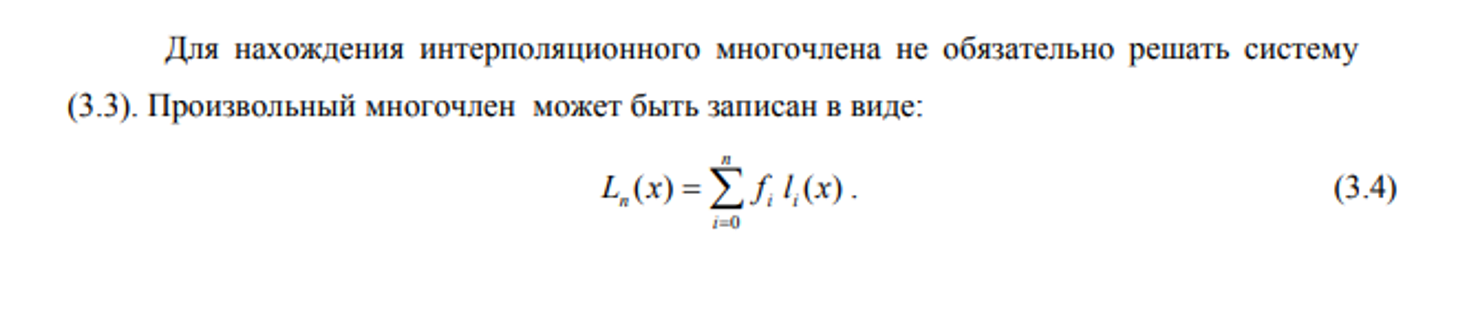 Для нахождения интерполяционного многочлена не обязательно решать систему
(3.3). Произвольный многочлен может быть записан в виде:
L_n(x) = \sum_{i=0}^{n} f_i l_i(x) . (3.4)